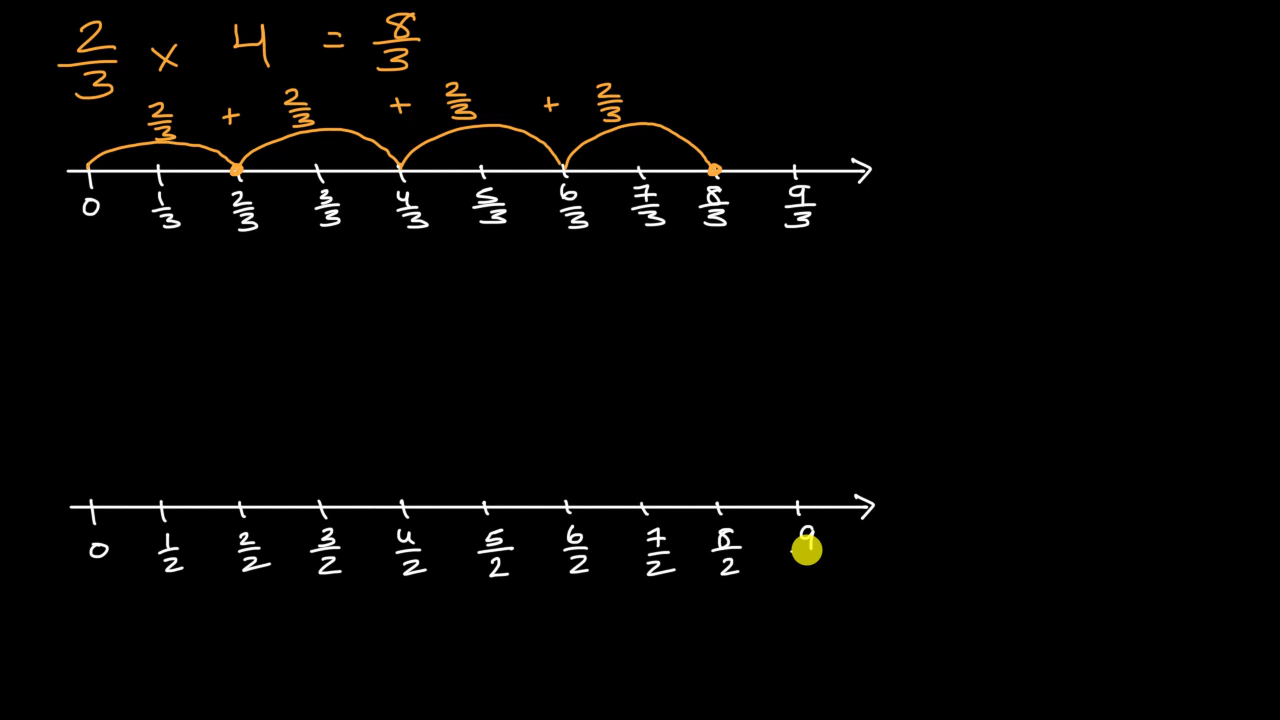 2/3 × 4 = 8/3
2/3 + 2/3 + 2/3 + 2/3
0 1/3 2/3 3/3 4/3 5/3 6/3 7/3 8/3 9/3
0 1/2 2/2 3/2 4/2 5/2 6/2 7/2 8/2 9